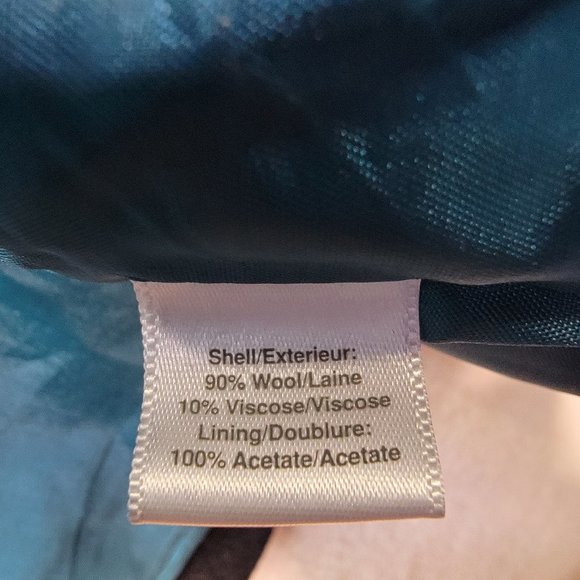 Shell/Exterieur:
90% Wool/Laine
10% Viscose/Viscose
Lining/Doublure:
100% Acetate/Acetate